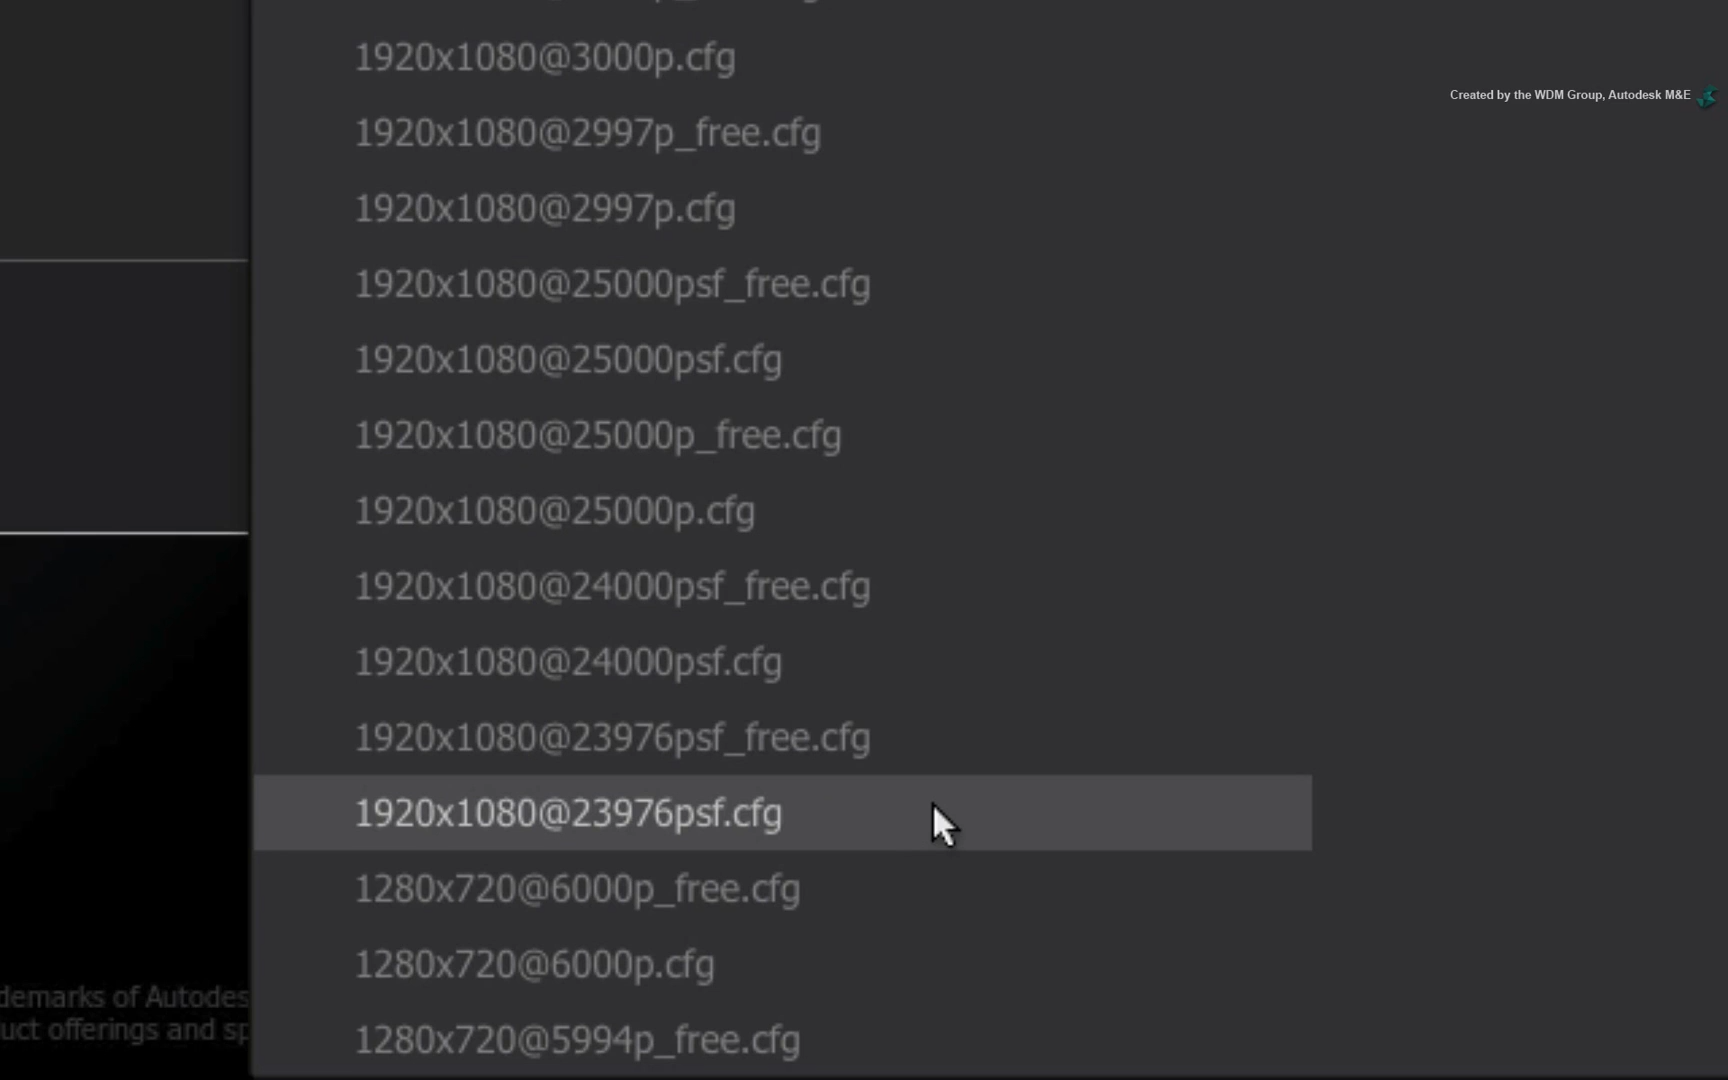 1920x1080@3000p.cfg
Created by the WDM Group, Autodesk M&E
1920x1080@2997p_free.cfg
1920x1080@2997p.cfg
1920x1080@25000psf_free.cfg
1920x1080@25000psf.cfg
1920x1080@25000p_free.cfg
1920x1080@25000p.cfg
1920x1080@24000psf_free.cfg
1920x1080@24000psf.cfg
1920x1080@23976psf_free.cfg
1920x1080@23976psf.cfg
1280x720@6000p_free.cfg
1280x720@6000p.cfg
demarks of Autodes
uct offerings and sp
1280x720@5994p_free.cfg